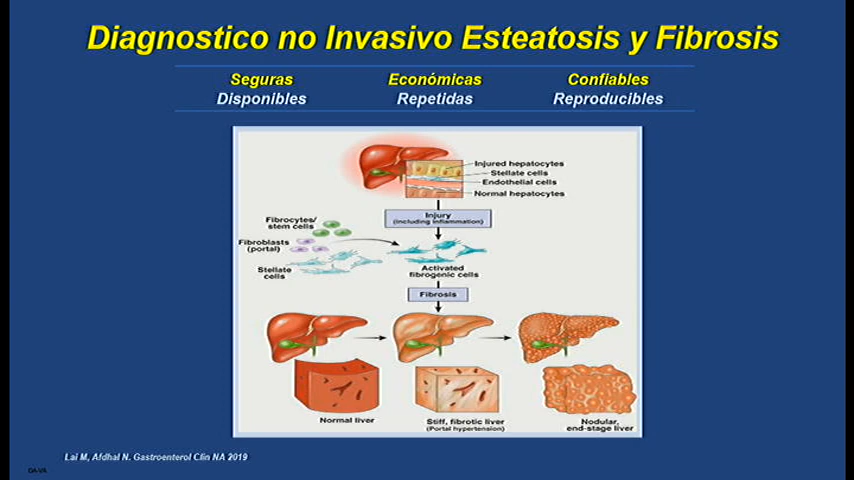 Diagnostico no Invasivo Esteatosis y Fibrosis
Seguras Económicas Confiables
Disponibles Repetidas Reproducibles
Injured hepatocytes
Stellate cells
Endothelial cells
Normal hepatocytes
Injury
(including inflammation)
Fibrocytes/
stem cells
Fibroblasts
(portal)
Stellate
cells
Activated
fibrogenic cells
Fibrosis
Normal liver
Stiff, fibrotic liver
(Portal hypertension)
Nodular,
end-stage liver
Lai M, Afdhal N. Gastroenterol Clin NA 2019